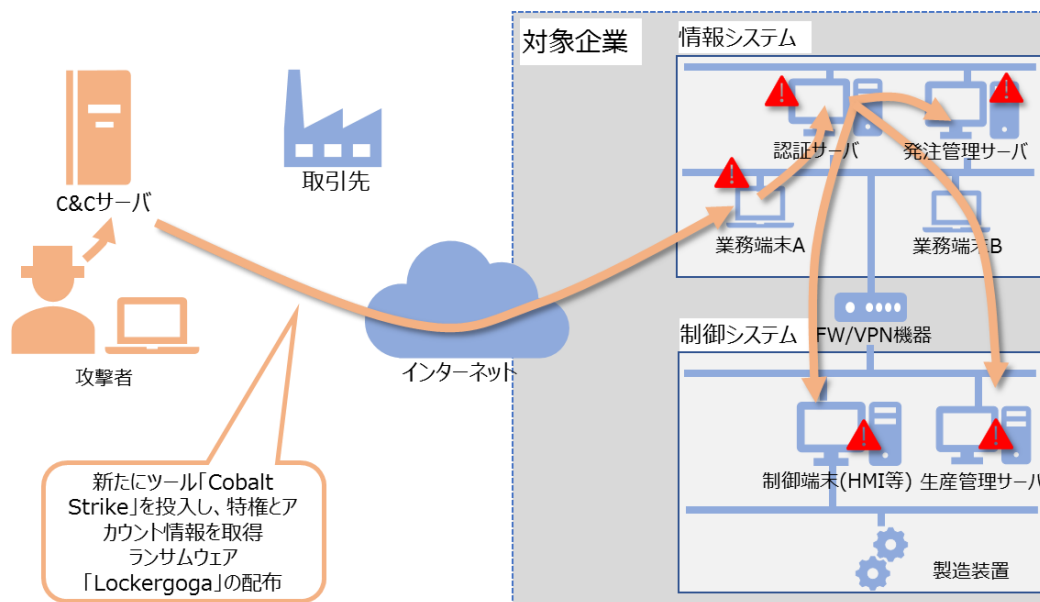 対象企業
情報システム
認証サーバ
発注管理サーバ
取引先
C&Cサーバ
業務端末A
業務端末B
制御システム
FW/VPN機器
インターネット
攻撃者
制御端末(HMI等)
生産管理サーバ
新たにツール「Cobalt
Strike」を投入し、特権とア
カウント情報を取得
ランサムウェア
「Lockergoga」の配布
製造装置